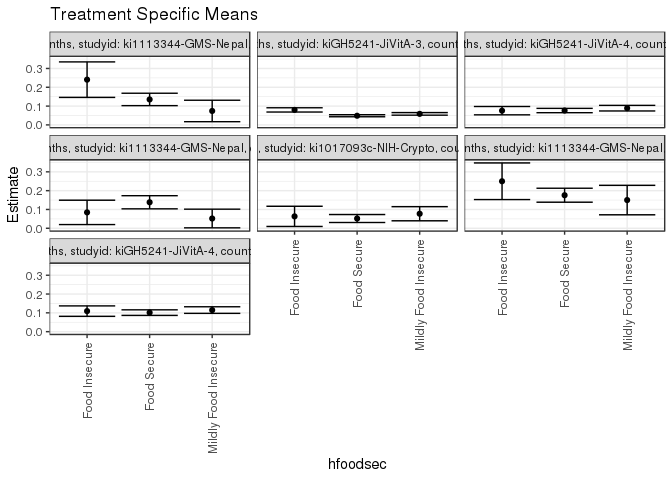 Treatment Specific Means
nths, studyid: ki1113344-GMS-Nepal,
ths, studyid: kiGH5241-JiVitA-3, count
ths, studyid: kiGH5241-JiVitA-4, count
0.3
0.2
0.1
0.0
ths, studyid: ki1113344-GMS-Nepal,
, studyid: ki1017093c-NIH-Crypto, cou
nths, studyid: ki1113344-GMS-Nepal
0.3
0.2
0.1
0.0
ths, studyid: kiGH5241-JiVitA-4, count
0.3
0.2
0.1
0.0
Estimate
Food Insecure
Food Secure
Mildly Food Insecure
Food Insecure
Food Secure
Mildly Food Insecure
Food Insecure
Food Secure
Mildly Food Insecure
hfoodsec